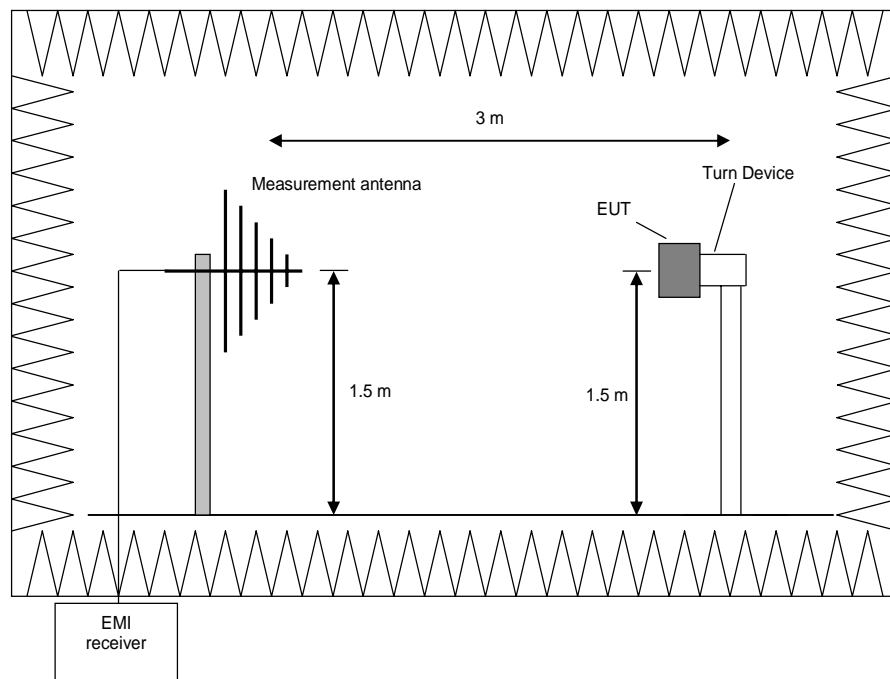 3 m
Measurement antenna
Turn Device
EUT
1.5 m
1.5 m
EMI
receiver